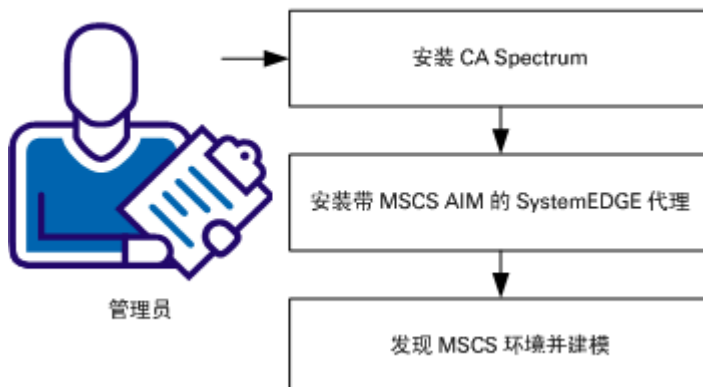 安装 CA Spectrum
安装带 MSCS AIM 的 SystemEDGE 代理
管理员
发现 MSCS 环境并建模